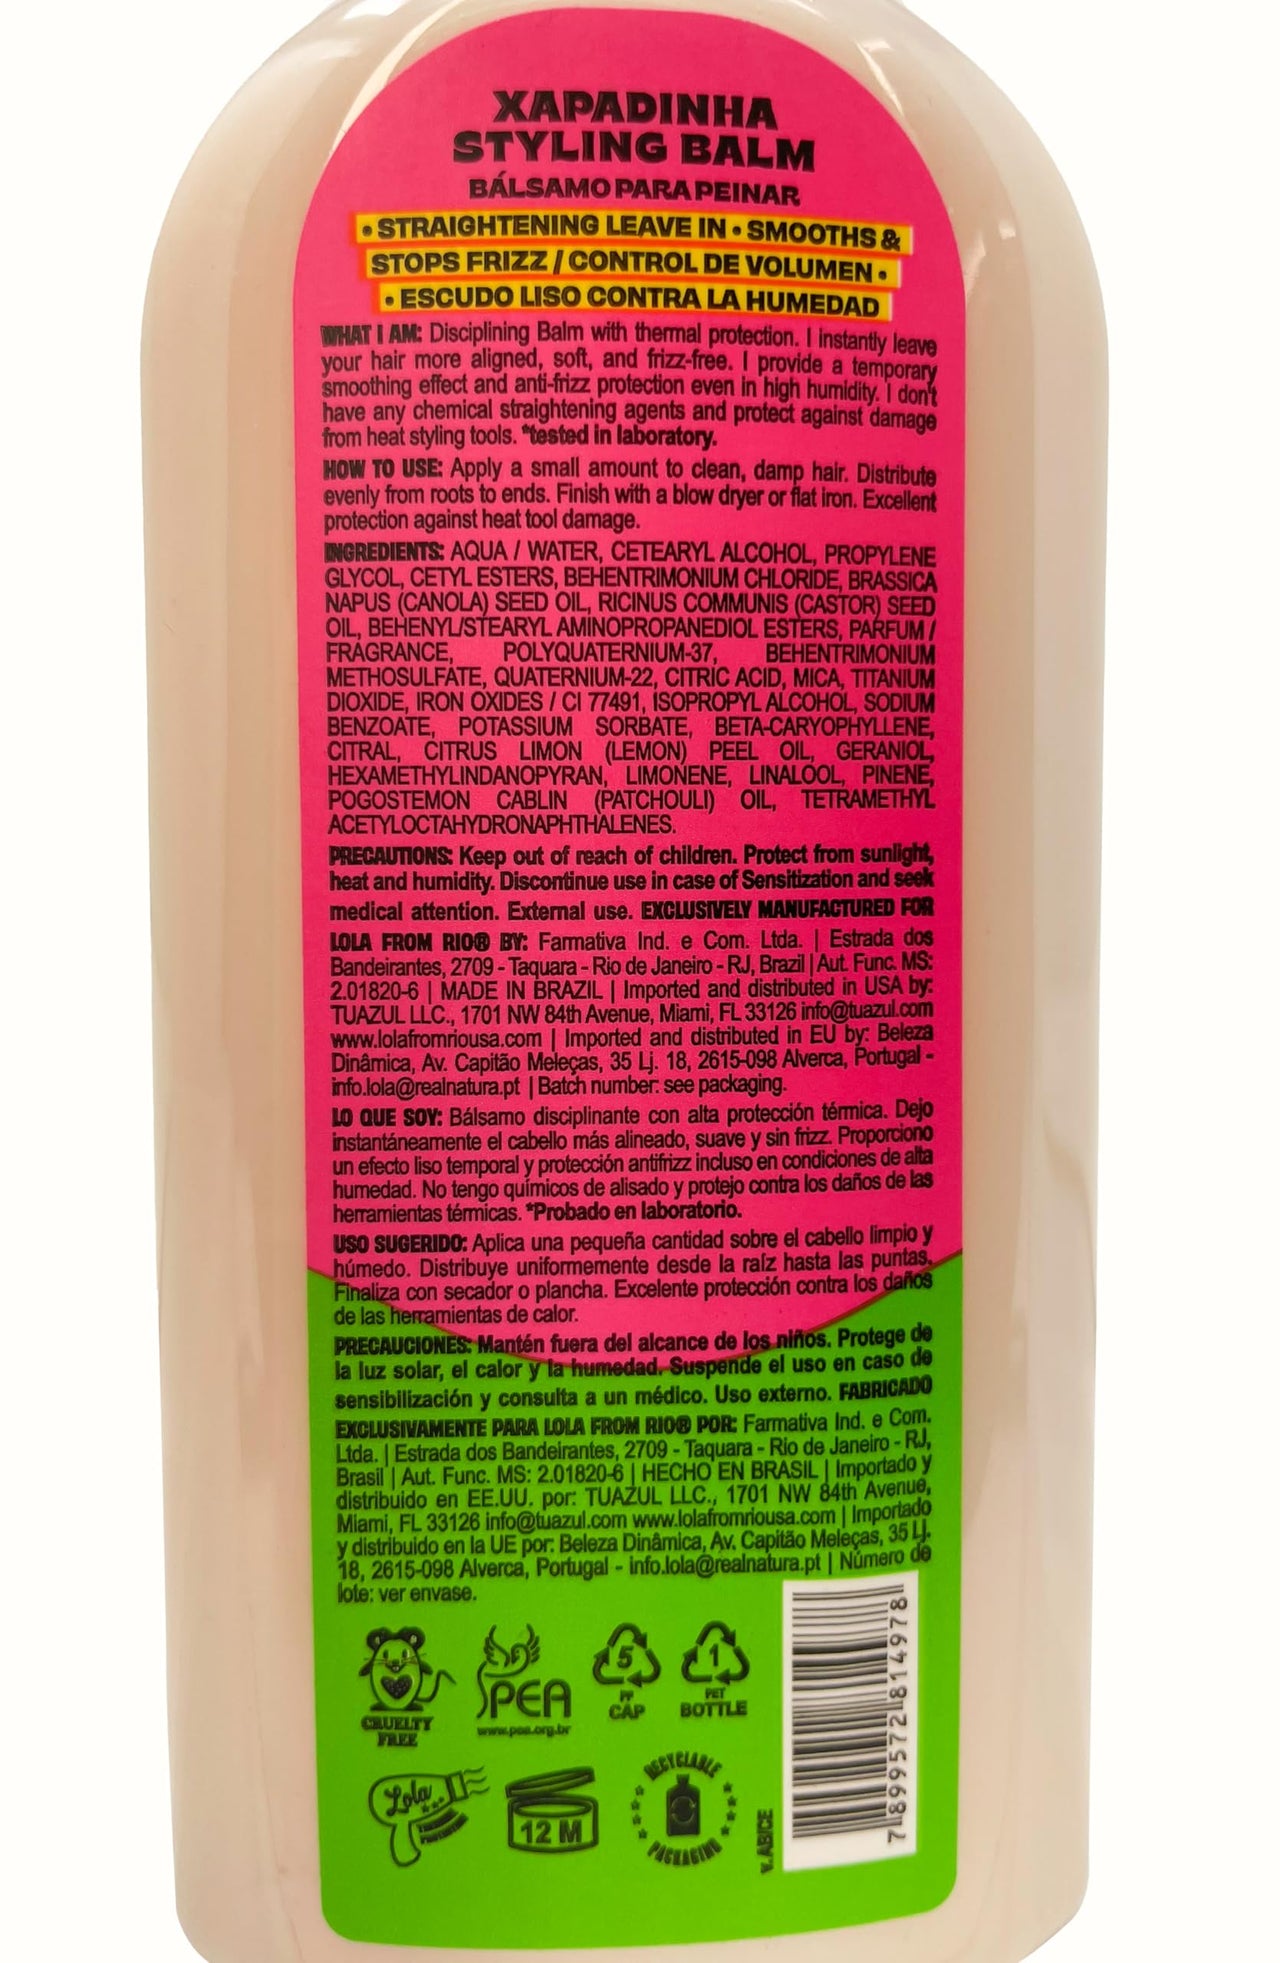 XAPADINHA
STYLING BALM
BÁLSAMO PARA PEINAR
• STRAIGHTENING LEAVE IN • SMOOTHS &
STOPS FRIZZ / CONTROL DE VOLUMEN •
• ESCUDO LISO CONTRA LA HUMEDAD
WHAT I AM: Disciplining Balm with thermal protection. I instantly leave
your hair more aligned, soft, and frizz-free. I provide a temporary
smoothing effect and anti-frizz protection even in high humidity. I don't
have any chemical straightening agents and protect against damage
from heat styling tools. *tested in laboratory.
HOW TO USE: Apply a small amount to clean, damp hair. Distribute
evenly from roots to ends. Finish with a blow dryer or flat iron. Excellent
protection against heat tool damage.
INGREDIENTS: AQUA / WATER, CETEARYL ALCOHOL, PROPYLENE
GLYCOL, CETYL ESTERS, BEHENTRIMONIUM CHLORIDE, BRASSICA
NAPUS (CANOLA) SEED OIL, RICINUS COMMUNIS (CASTOR) SEED
OIL, BEHENYL/STEARYL AMINOPROPANEDIOL ESTERS, PARFUM /
FRAGRANCE, POLYQUATERNIUM-37, BEHENTRIMONIUM
METHOSULFATE, QUATERNIUM-22, CITRIC ACID, MICA, TITANIUM
DIOXIDE, IRON OXIDES / CI 77491, ISOPROPYL ALCOHOL, SODIUM
BENZOATE, POTASSIUM SORBATE, BETA-CARYOPHYLLENE,
CITRAL, CITRUS LIMON (LEMON) PEEL OIL, GERANIOL,
HEXAMETHYLINDANOPYRAN, LIMONENE, LINALOOL, PINENE,
POGOSTEMON CABLIN (PATCHOULI) OIL, TETRAMETHYL
ACETYLOCTAHYDRONAPHTHALENES.
PRECAUTIONS: Keep out of reach of children. Protect from sunlight,
heat and humidity. Discontinue use in case of Sensitization and seek
medical attention. External use. EXCLUSIVELY MANUFACTURED FOR
LOLA FROM RIO® BY: Farmativa Ind. e Com. Ltda. | Estrada dos
Bandeirantes, 2709 - Taquara - Rio de Janeiro - RJ, Brazil | Aut. Func. MS:
2.01820-6 | MADE IN BRAZIL | Imported and distributed in USA by:
TUAZUL LLC., 1701 NW 84th Avenue, Miami, FL 33126 info@tuazul.com
www.lolafromriousa.com | Imported and distributed in EU by: Beleza
Dinâmica, Av. Capitão Meleças, 35 Lj. 18, 2615-098 Alverca, Portugal -
info.lola@realnatura.pt | Batch number: see packaging.
LO QUE SOY: Bálsamo disciplinante con alta protección térmica. Dejo
instantáneamente el cabello más alineado, suave y sin frizz. Proporciono
un efecto liso temporal y protección antifrizz incluso en condiciones de alta
humedad. No tengo químicos de alisado y protejo contra los daños de las
herramientas térmicas. *Probado en laboratorio.
USO SUGERIDO: Aplica una pequeña cantidad sobre el cabello limpio y
húmedo. Distribuye uniformemente desde la raíz hasta las puntas.
Finaliza con secador o plancha. Excelente protección contra los daños
de las herramientas de calor.
PRECAUCIONES: Mantén fuera del alcance de los niños. Protege de
la luz solar, el calor y la humedad. Suspende el uso en caso de
sensibilización y consulta a un médico. Uso externo. FABRICADO
EXCLUSIVAMENTE PARA LOLA FROM RIO® POR: Farmativa Ind. e Com.
Ltda. | Estrada dos Bandeirantes, 2709 - Taquara - Rio de Janeiro - RJ,
Brasil | Aut. Func. MS: 2.01820-6 | HECHO EN BRASIL | Importado y
distribuido en EE.UU. por: TUAZUL LLC., 1701 NW 84th Avenue,
Miami, FL 33126 info@tuazul.com www.lolafromriousa.com | Importado
y distribuido en la UE por: Beleza Dinâmica, Av. Capitão Meleças, 35 Lj.
18, 2615-098 Alverca, Portugal - info.lola@realnatura.pt | Número de
lote: ver envase.
CRUELTY
FREE
PEA
www.pea.org.br
5
PP
CAP
1
PET
BOTTLE
Lola
12 M
RECYCLABLE
PACKAGING
v.ABICE
7 899572 814978